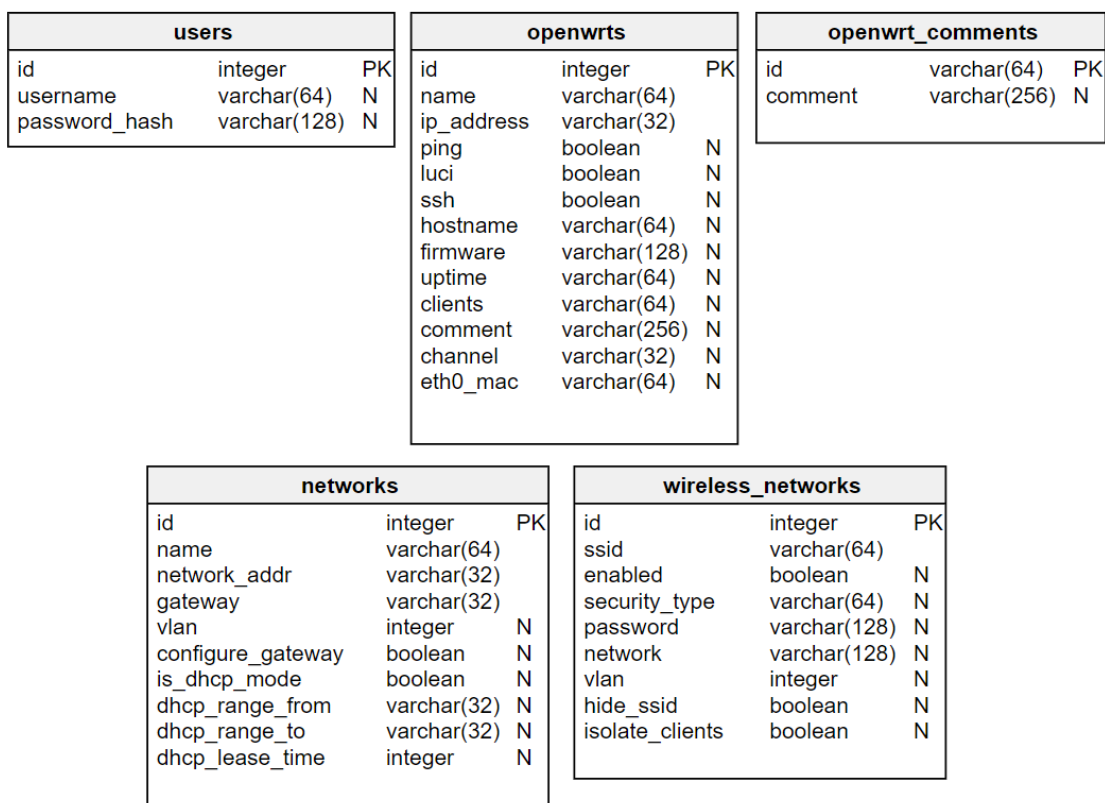 users
id integer PK
username varchar(64) N
password_hash varchar(128) N
openwrts
id integer PK
name varchar(64)
ip_address varchar(32)
ping boolean N
luci boolean N
ssh boolean N
hostname varchar(64) N
firmware varchar(128) N
uptime varchar(64) N
clients varchar(64) N
comment varchar(256) N
channel varchar(32) N
eth0_mac varchar(64) N
openwrt_comments
id varchar(64) PK
comment varchar(256) N
networks
id integer PK
name varchar(64)
network_addr varchar(32)
gateway varchar(32)
vlan integer N
configure_gateway boolean N
is_dhcp_mode boolean N
dhcp_range_from varchar(32) N
dhcp_range_to varchar(32) N
dhcp_lease_time integer N
wireless_networks
id integer PK
ssid varchar(64)
enabled boolean N
security_type varchar(64) N
password varchar(128) N
network varchar(128) N
vlan integer N
hide_ssid boolean N
isolate_clients boolean N